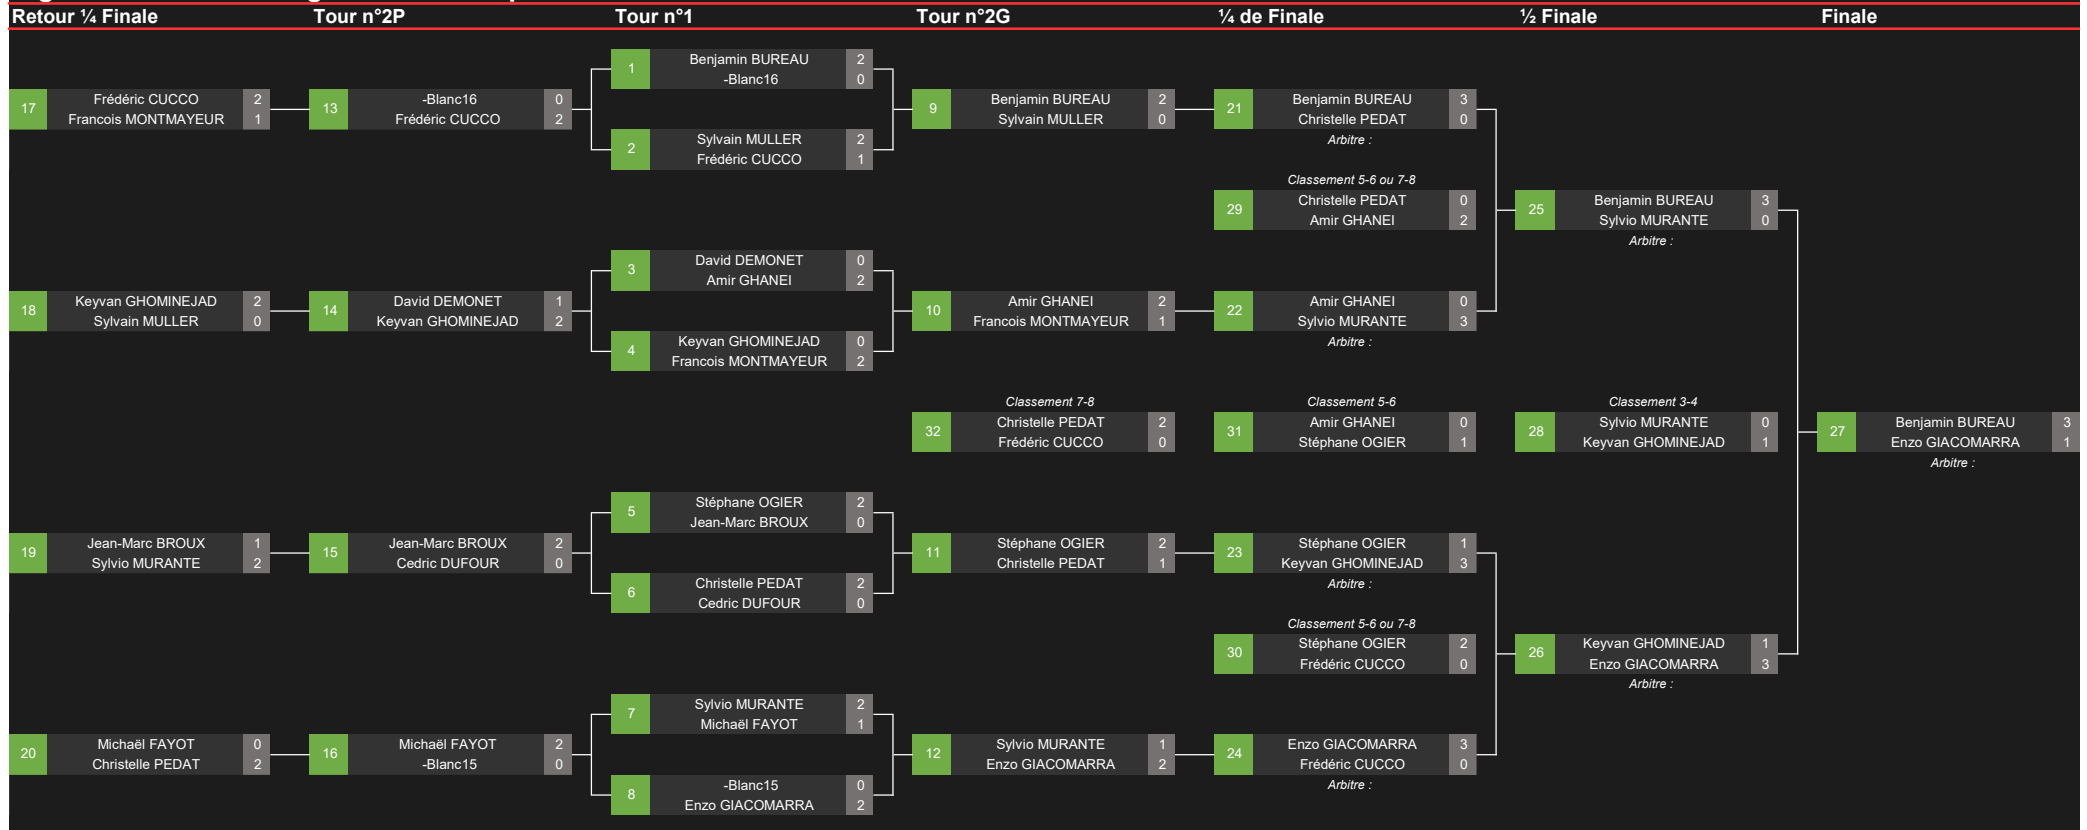 Retour ¼ Finale
Tour n°2P
Tour n°1
Tour n°2G
¼ de Finale
½ Finale
Finale
17
Frédéric CUCCO 2
Francois MONTMAYEUR 1
18
Keyvan GHOMINEJAD 2
Sylvain MULLER 0
19
Jean-Marc BROUX 1
Sylvio MURANTE 2
20
Michaël FAYOT 0
Christelle PEDAT 2
13
-Blanc16 0
Frédéric CUCCO 2
14
David DEMONET 1
Keyvan GHOMINEJAD 2
15
Jean-Marc BROUX 2
Cedric DUFOUR 0
16
Michaël FAYOT 2
-Blanc15 0
1
Benjamin BUREAU 2
-Blanc16 0
2
Sylvain MULLER 2
Frédéric CUCCO 1
3
David DEMONET 0
Amir GHANEI 2
4
Keyvan GHOMINEJAD 0
Francois MONTMAYEUR 2
5
Stéphane OGIER 2
Jean-Marc BROUX 0
6
Christelle PEDAT 2
Cedric DUFOUR 0
7
Sylvio MURANTE 2
Michaël FAYOT 1
8
-Blanc15 0
Enzo GIACOMARRA 2
9
Benjamin BUREAU 2
Sylvain MULLER 0
10
Amir GHANEI 2
Francois MONTMAYEUR 1
Classement 7-8
32
Christelle PEDAT 2
Frédéric CUCCO 0
11
Stéphane OGIER 2
Christelle PEDAT 1
12
Sylvio MURANTE 1
Enzo GIACOMARRA 2
21
Benjamin BUREAU 3
Christelle PEDAT 0
Arbitre :
Classement 5-6 ou 7-8
29
Christelle PEDAT 0
Amir GHANEI 2
22
Amir GHANEI 0
Sylvio MURANTE 3
Arbitre :
Classement 5-6
31
Amir GHANEI 0
Stéphane OGIER 1
23
Stéphane OGIER 1
Keyvan GHOMINEJAD 3
Arbitre :
Classement 5-6 ou 7-8
30
Stéphane OGIER 2
Frédéric CUCCO 0
24
Enzo GIACOMARRA 3
Frédéric CUCCO 0
Arbitre :
25
Benjamin BUREAU 3
Sylvio MURANTE 0
Arbitre :
Classement 3-4
28
Sylvio MURANTE 0
Keyvan GHOMINEJAD 1
26
Keyvan GHOMINEJAD 1
Enzo GIACOMARRA 3
Arbitre :
27
Benjamin BUREAU 3
Enzo GIACOMARRA 1
Arbitre :